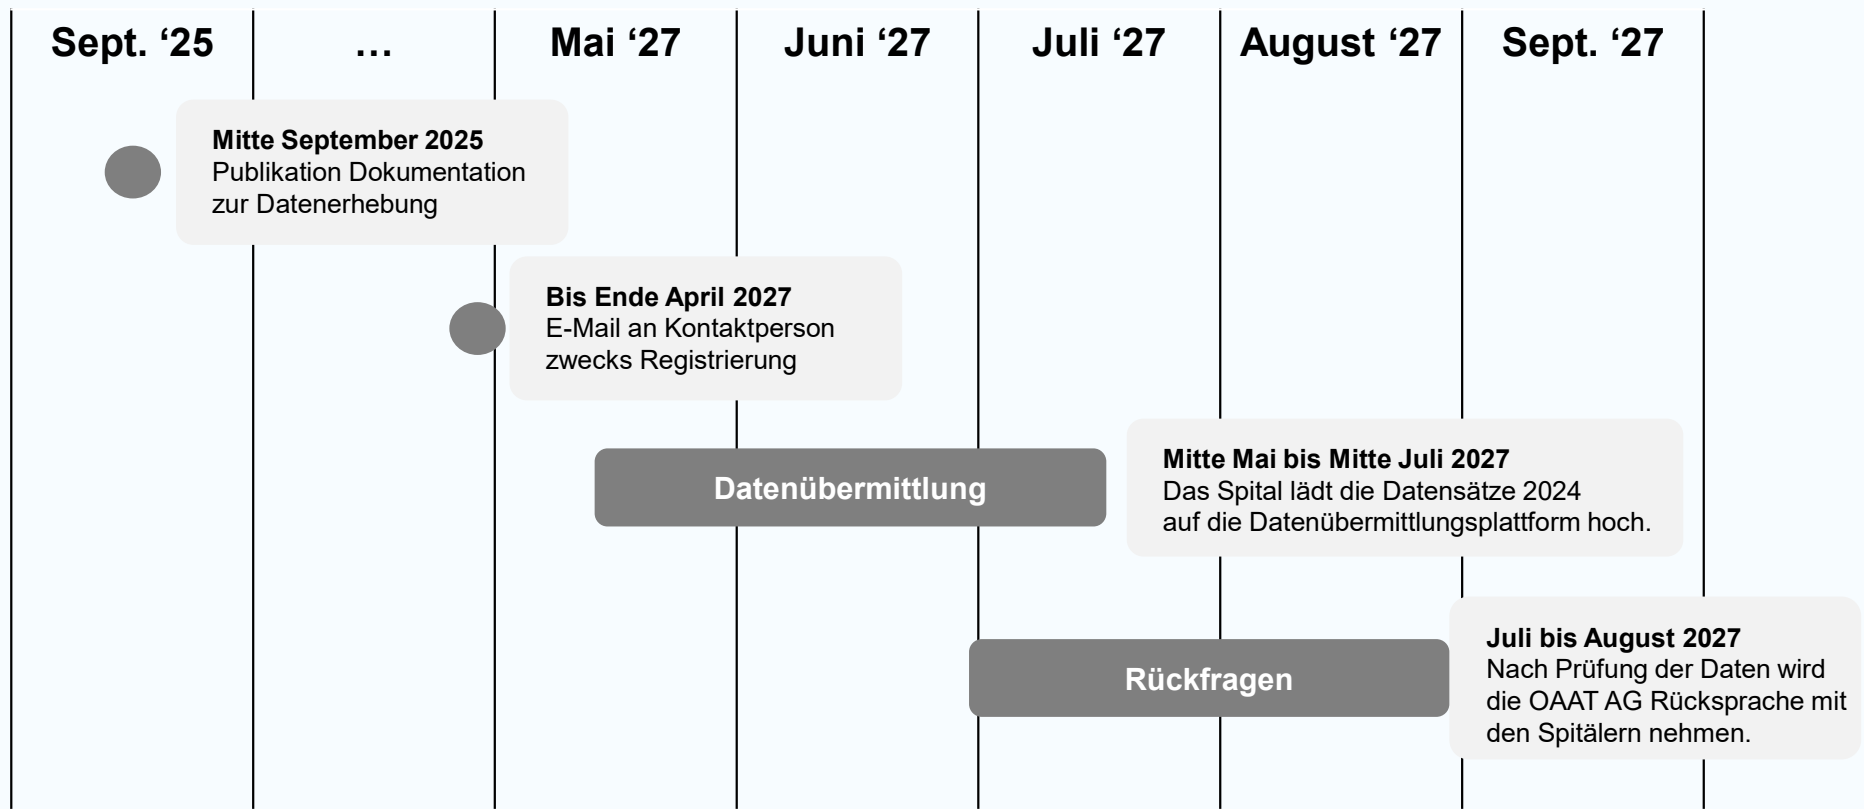 Sept. ‘25 … Mai ‘27 Juni ‘27 Juli ‘27 August ‘27 Sept. ‘27
Mitte September 2025
Publikation Dokumentation
zur Datenerhebung
Bis Ende April 2027
E-Mail an Kontaktperson
zwecks Registrierung
Datenübermittlung
Mitte Mai bis Mitte Juli 2027
Das Spital lädt die Datensätze 2024
auf die Datenübermittlungsplattform hoch.
Rückfragen
Juli bis August 2027
Nach Prüfung der Daten wird
die OAAT AG Rücksprache mit
den Spitälern nehmen.